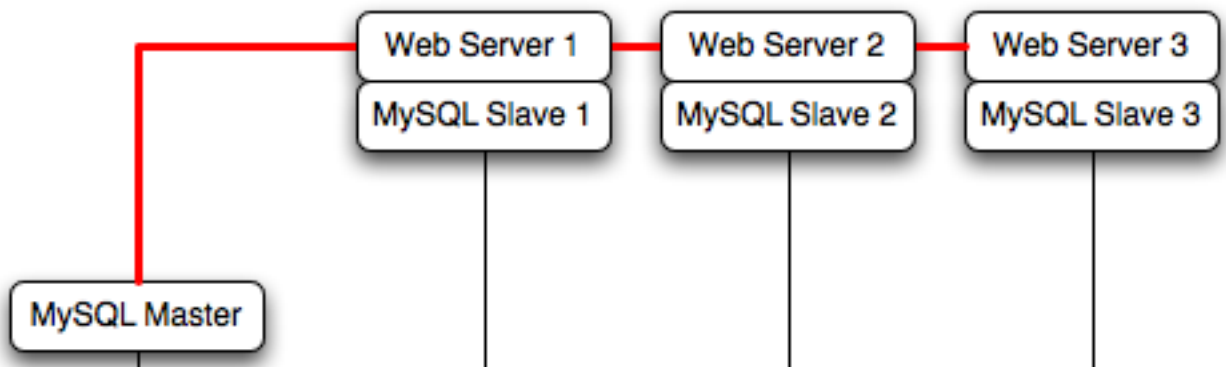 Web Server 1
Web Server 2
Web Server 3
MySQL Slave 1
MySQL Slave 2
MySQL Slave 3
MySQL Master